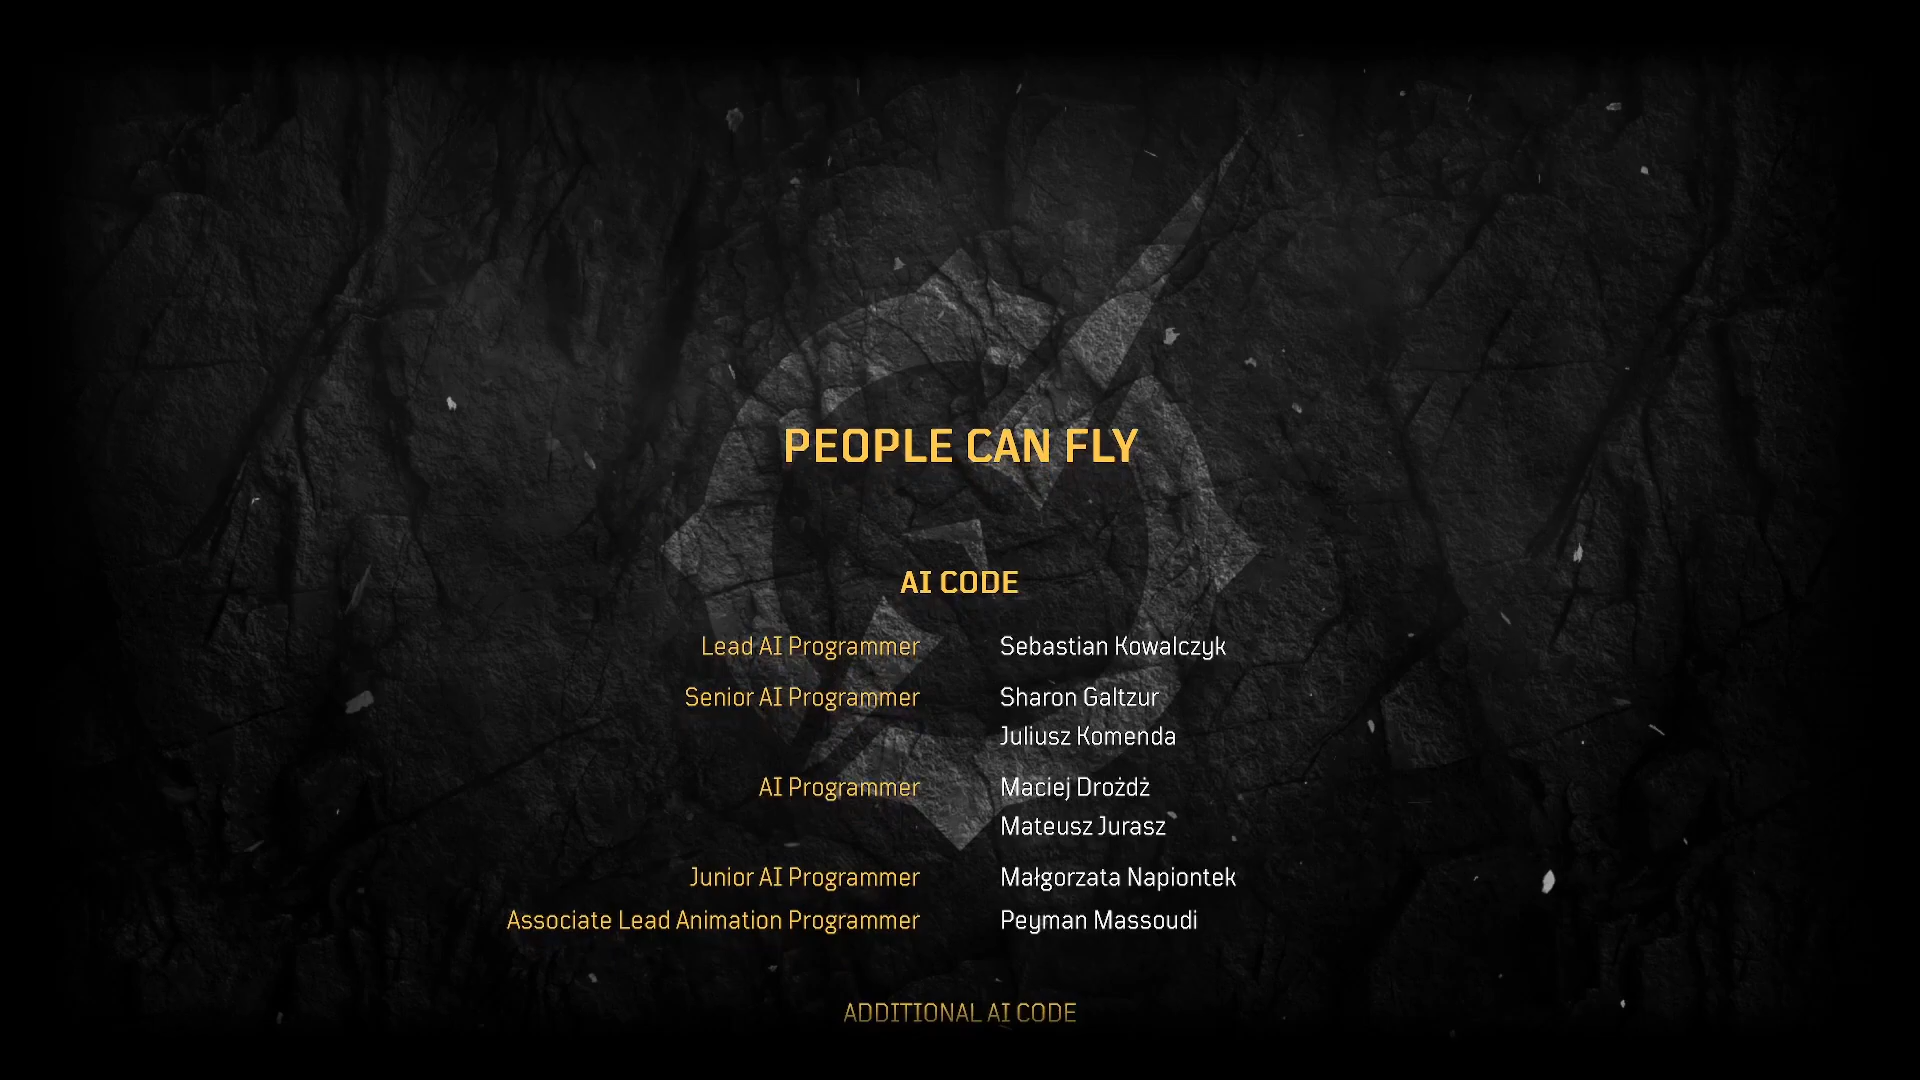 PEOPLE CAN FLY
AI CODE
Lead AI Programmer Sebastian Kowalczyk
Senior AI Programmer Sharon Galtzur
Juliusz Komenda
AI Programmer Maciej Drożdż
Mateusz Jurasz
Junior AI Programmer Małgorzata Napiontek
Associate Lead Animation Programmer Peyman Massoudi
ADDITIONAL AI CODE